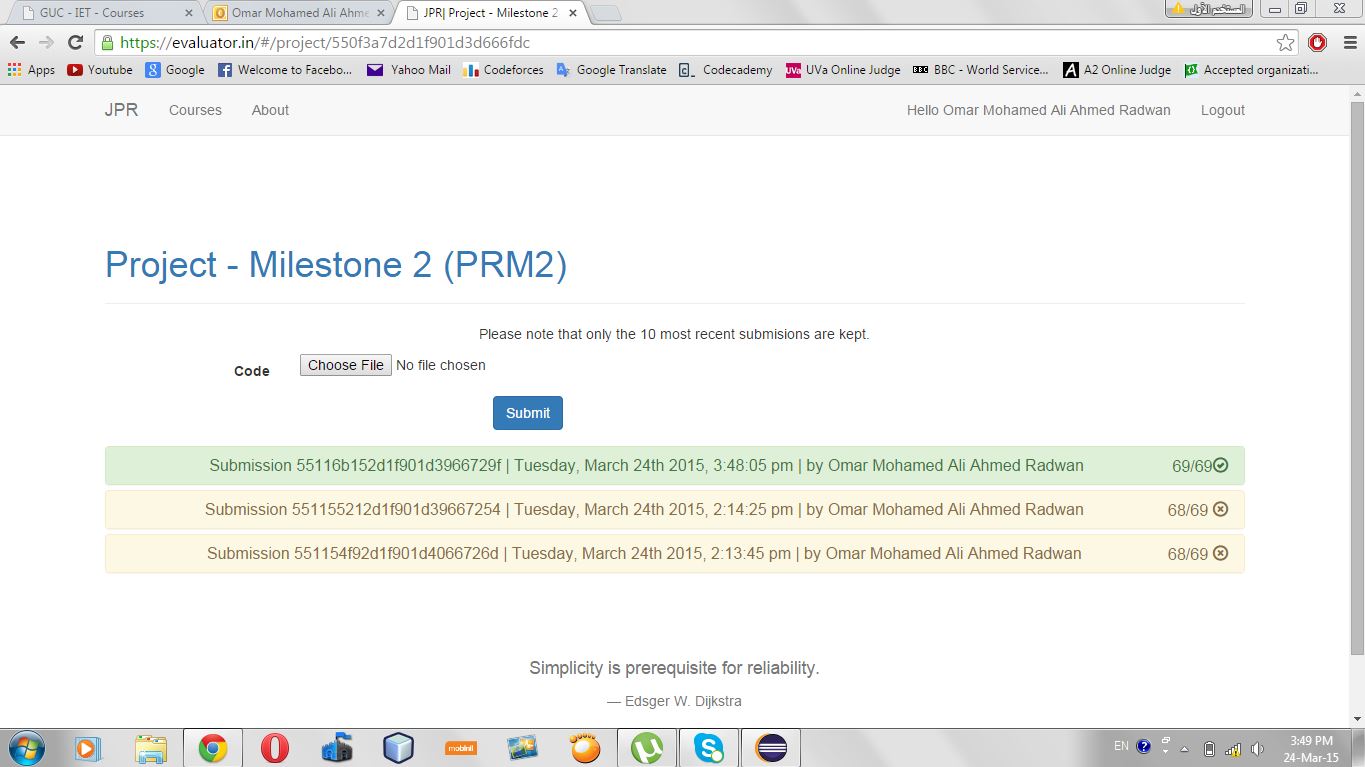 GUC - IET - Courses
Omar Mohamed Ali Ahme
JPR| Project - Milestone 2
المستخدم الأول
https://evaluator.in/#/project/550f3a7d2d1f901d3d666fdc
Apps
Youtube
Google
Welcome to Facebo...
Yahoo Mail
Codeforces
Google Translate
Codecademy
UVa Online Judge
BBC - World Service...
A2 Online Judge
Accepted organizati...
JPR
Courses
About
Hello Omar Mohamed Ali Ahmed Radwan
Logout
Project - Milestone 2 (PRM2)
Please note that only the 10 most recent submisions are kept.
Code
Choose File No file chosen
Submit
Submission 55116b152d1f901d3966729f | Tuesday, March 24th 2015, 3:48:05 pm | by Omar Mohamed Ali Ahmed Radwan 69/69
Submission 551155212d1f901d39667254 | Tuesday, March 24th 2015, 2:14:25 pm | by Omar Mohamed Ali Ahmed Radwan 68/69
Submission 551154f92d1f901d4066726d | Tuesday, March 24th 2015, 2:13:45 pm | by Omar Mohamed Ali Ahmed Radwan 68/69
Simplicity is prerequisite for reliability.
— Edsger W. Dijkstra
mobinil
EN
3:49 PM
24-Mar-15